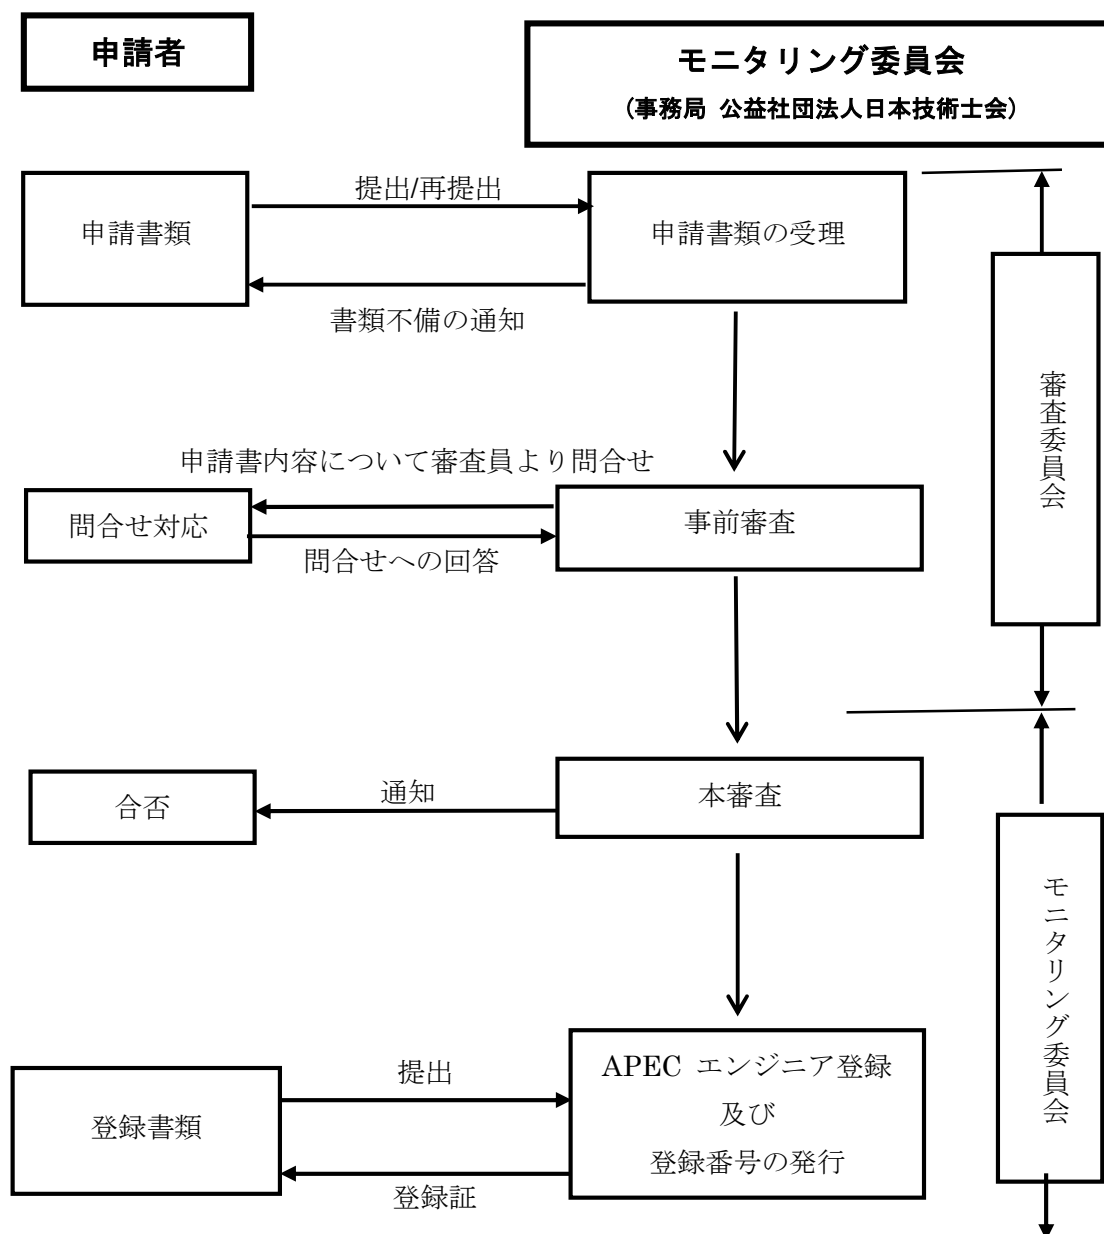 申請者
モニタリング委員会
(事務局 公益社団法人日本技術士会)
提出/再提出
申請書類
申請書類の受理
書類不備の通知
審査委員会
申請書内容について審査員より問合せ
問合せ対応
事前審査
問合せへの回答
合否
通知
本審査
モニタリング委員会
登録書類
提出
APEC エンジニア登録
及び
登録番号の発行
登録証